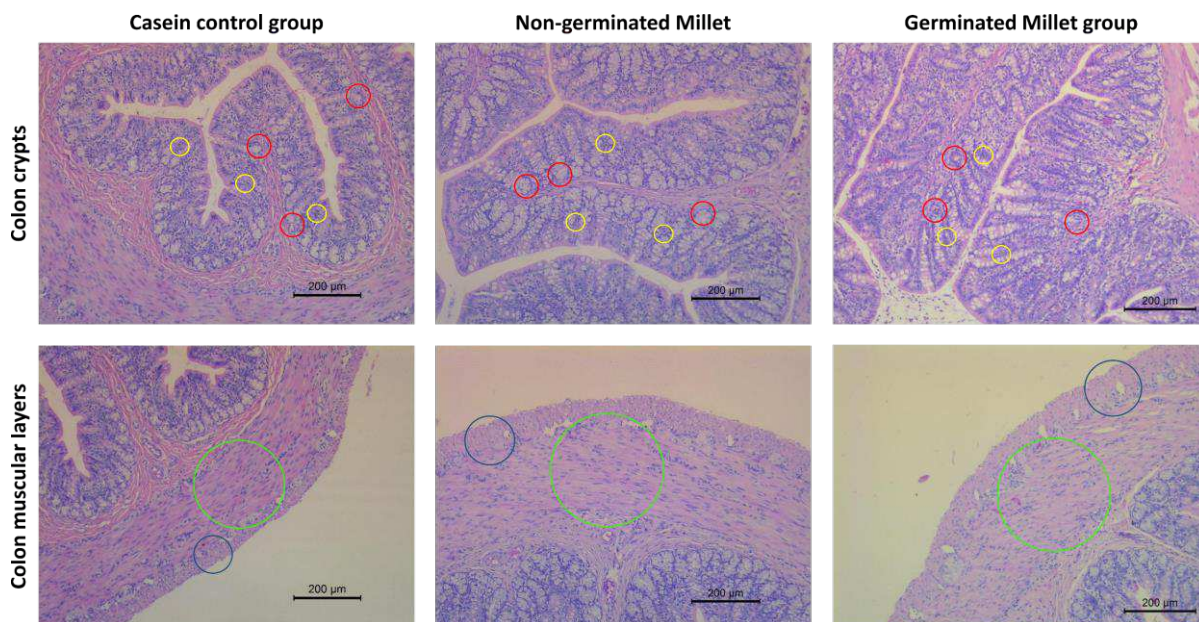 Casein control group
Non-germinated Millet
Germinated Millet group
Colon crypts
200 µm
200 µm
200 µm
Colon muscular layers
200 µm
200 µm
200 µm